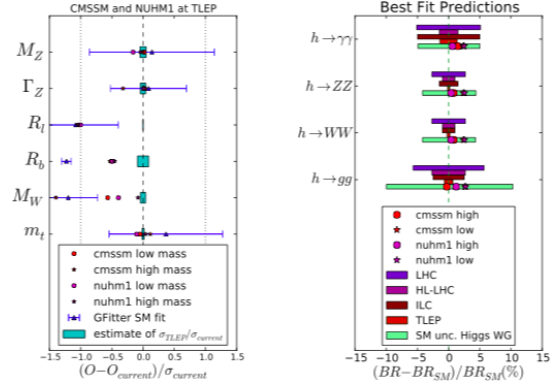 CMSSM and NUHM1 at TLEP
M_Z
Γ_Z
R_l
R_b
M_W
m_t
cmssm low mass
cmssm high mass
nuhm1 low mass
nuhm1 high mass
GFitter SM fit
estimate of σ_TLEP/σ_current
−1.5 −1.0 −0.5 0.0 0.5 1.0 1.5
(O−O_current)/σ_current
Best Fit Predictions
h→γγ
h→ZZ
h→WW
h→gg
cmssm high
cmssm low
nuhm1 high
nuhm1 low
LHC
HL-LHC
ILC
TLEP
SM unc. Higgs WG
−15 −10 −5 0 5 10 15
(BR−BR_SM)/BR_SM(%)